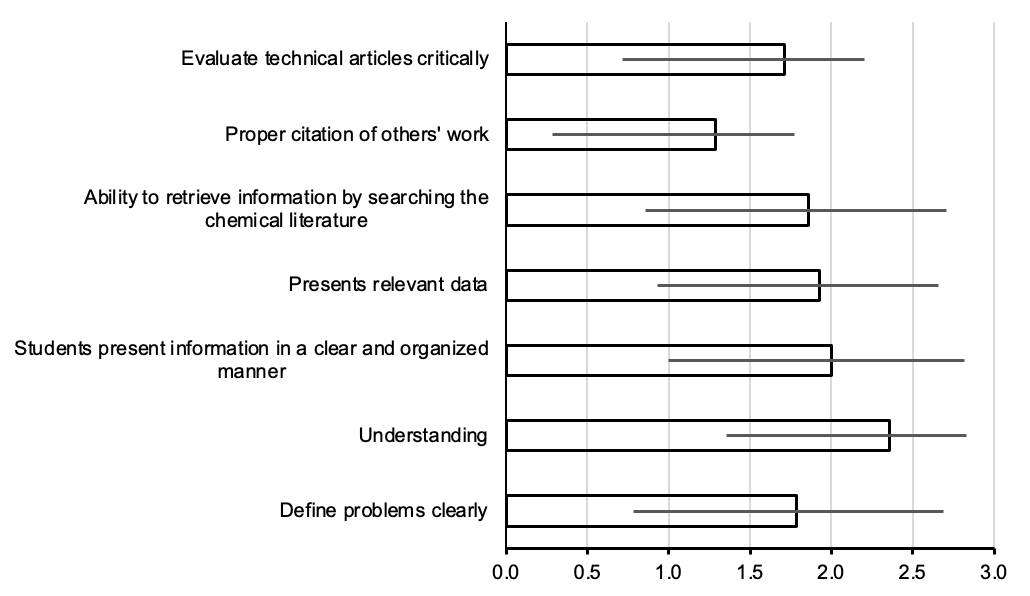 Evaluate technical articles critically
Proper citation of others' work
Ability to retrieve information by searching the
chemical literature
Presents relevant data
Students present information in a clear and organized
manner
Understanding
Define problems clearly
0.0 0.5 1.0 1.5 2.0 2.5 3.0